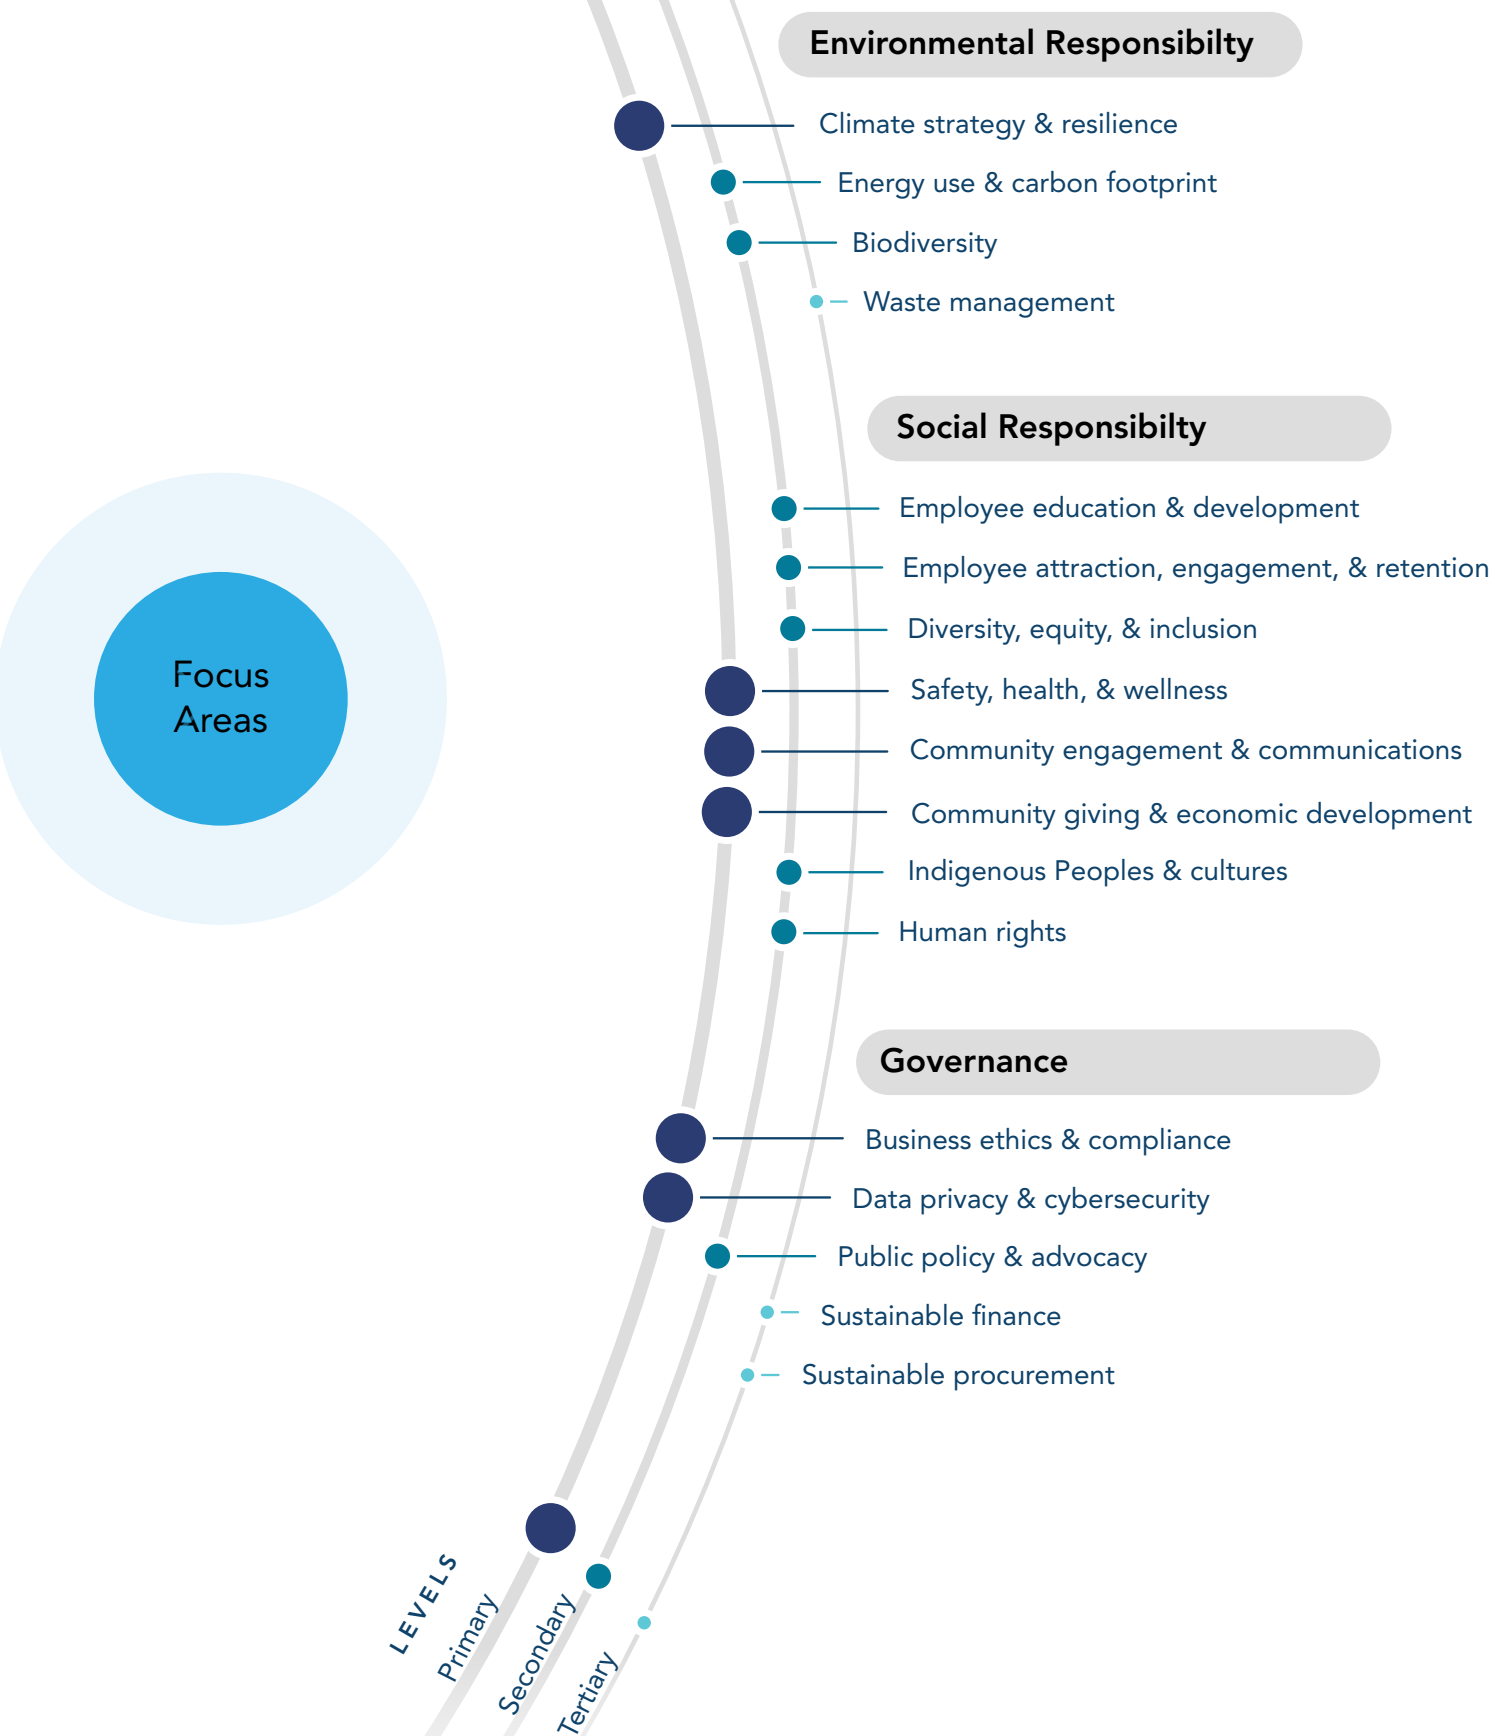 Environmental Responsibilty
Climate strategy & resilience
Energy use & carbon footprint
Biodiversity
Waste management
Social Responsibilty
Employee education & development
Employee attraction, engagement, & retention
Diversity, equity, & inclusion
Safety, health, & wellness
Community engagement & communications
Community giving & economic development
Indigenous Peoples & cultures
Human rights
Focus
Areas
Governance
Business ethics & compliance
Data privacy & cybersecurity
Public policy & advocacy
Sustainable finance
Sustainable procurement
LEVELS
Primary
Secondary
Tertiary